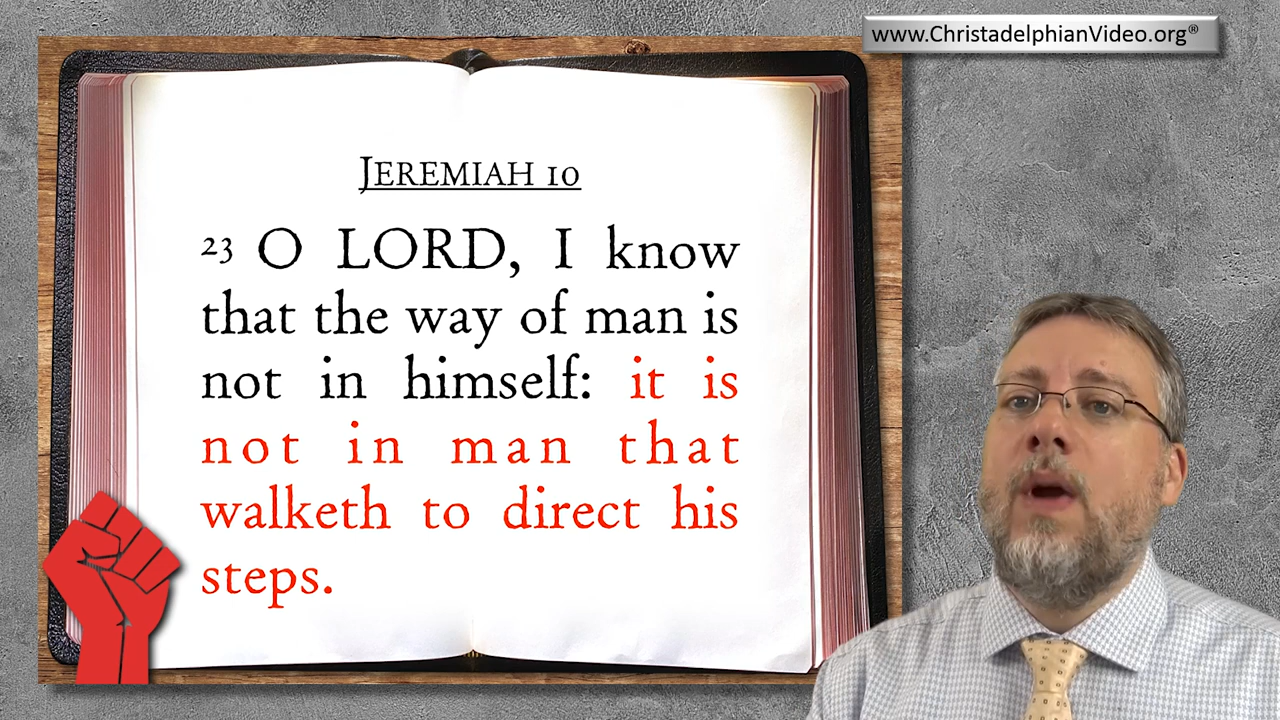 www.ChristadelphianVideo.org®
JEREMIAH 10
23 O LORD, I know
that the way of man is
not in himself: it is
not in man that
walketh to direct his
steps.